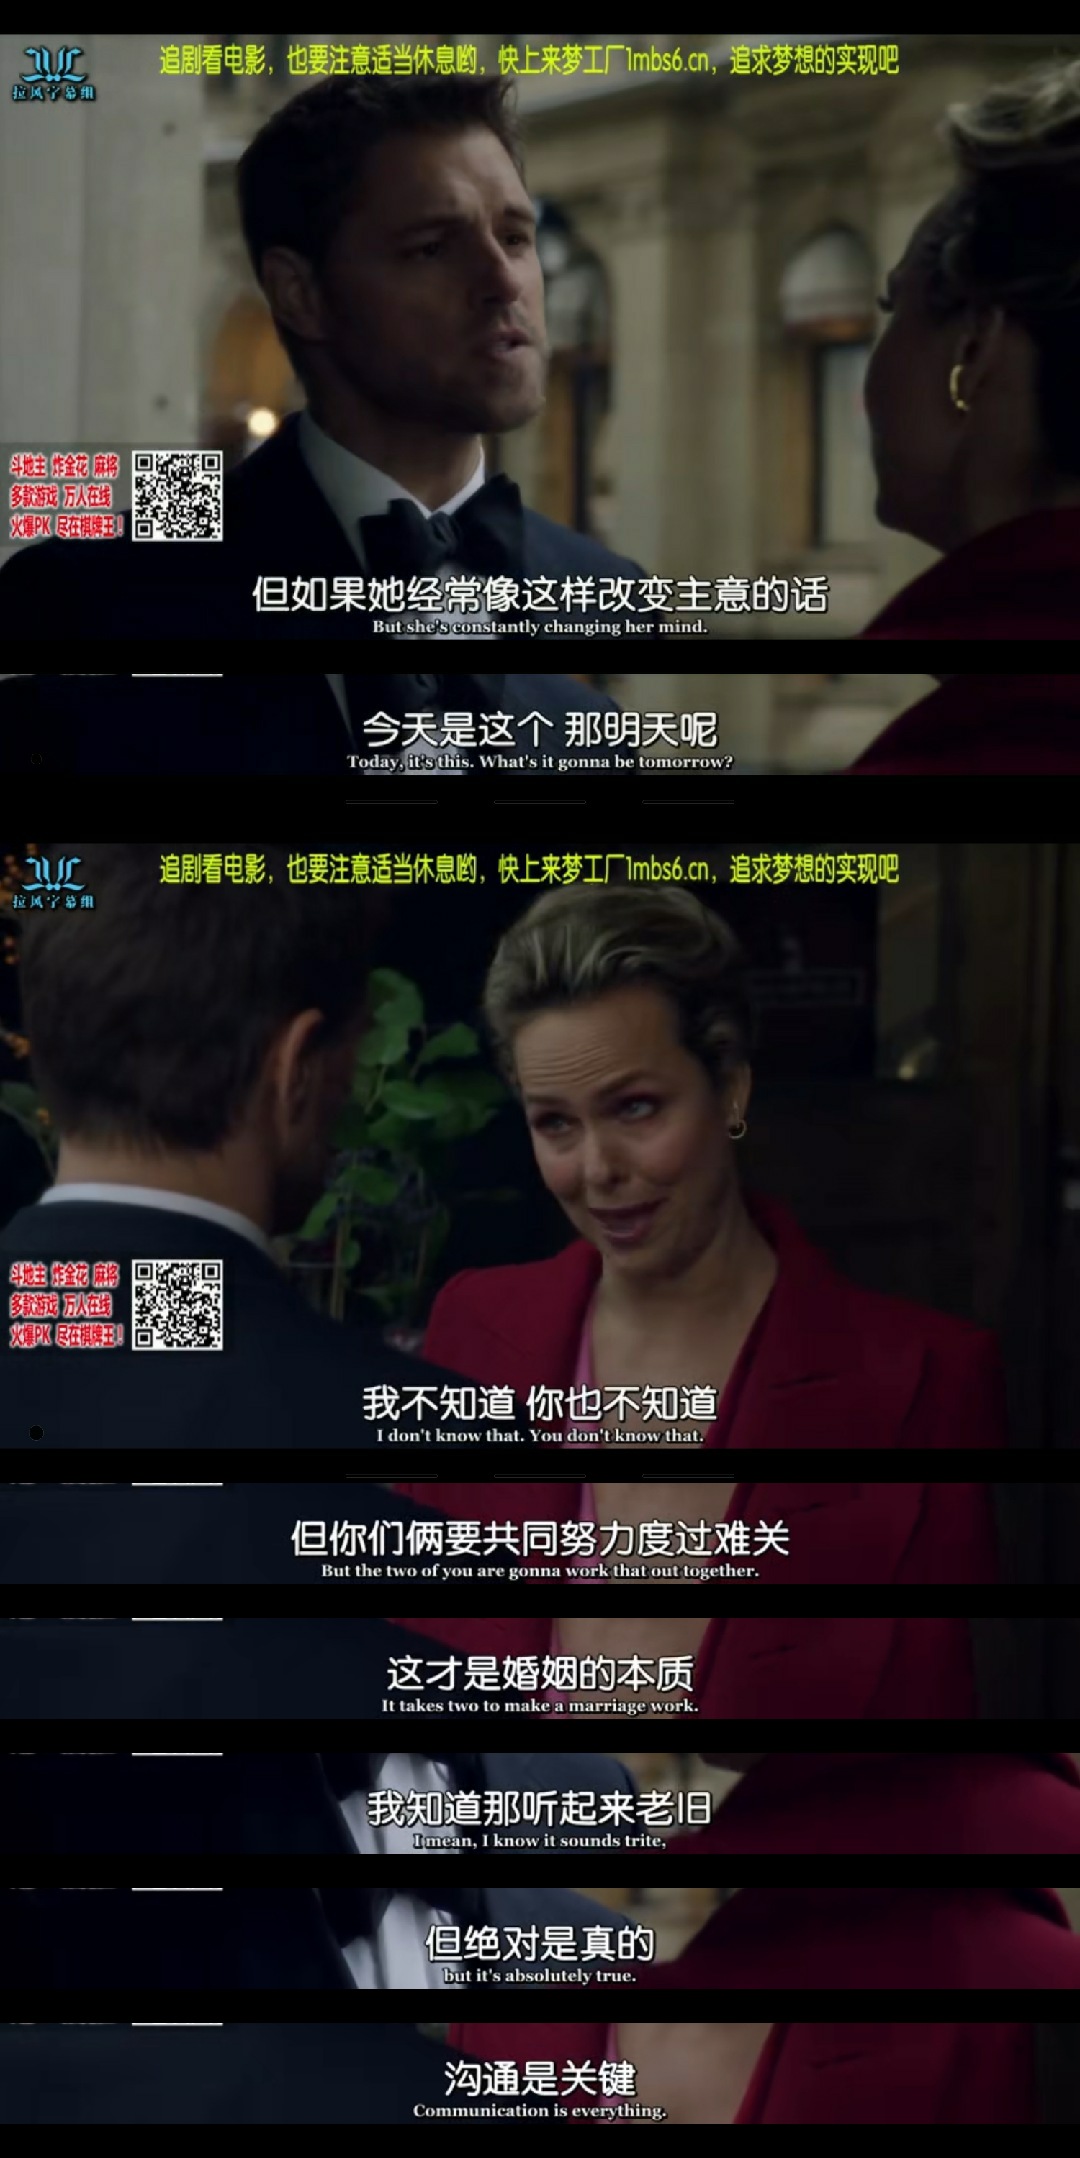 追剧看电影，也要注意适当休息哟，快上来梦工厂1mbs6.cn，追求梦想的实现吧
拉风字幕组
斗地主 炸金花 麻将
多款游戏 万人在线
火爆PK 尽在棋牌王！
但如果她经常像这样改变主意的话
But she's constantly changing her mind.
今天是这个 那明天呢
Today, it's this. What's it gonna be tomorrow?
追剧看电影，也要注意适当休息哟，快上来梦工厂1mbs6.cn，追求梦想的实现吧
拉风字幕组
斗地主 炸金花 麻将
多款游戏 万人在线
火爆PK 尽在棋牌王！
我不知道 你也不知道
I don't know that. You don't know that.
但你们俩要共同努力度过难关
But the two of you are gonna work that out together.
这才是婚姻的本质
It takes two to make a marriage work.
我知道那听起来老旧
I mean, I know it sounds trite,
但绝对是真的
but it's absolutely true.
沟通是关键
Communication is everything.